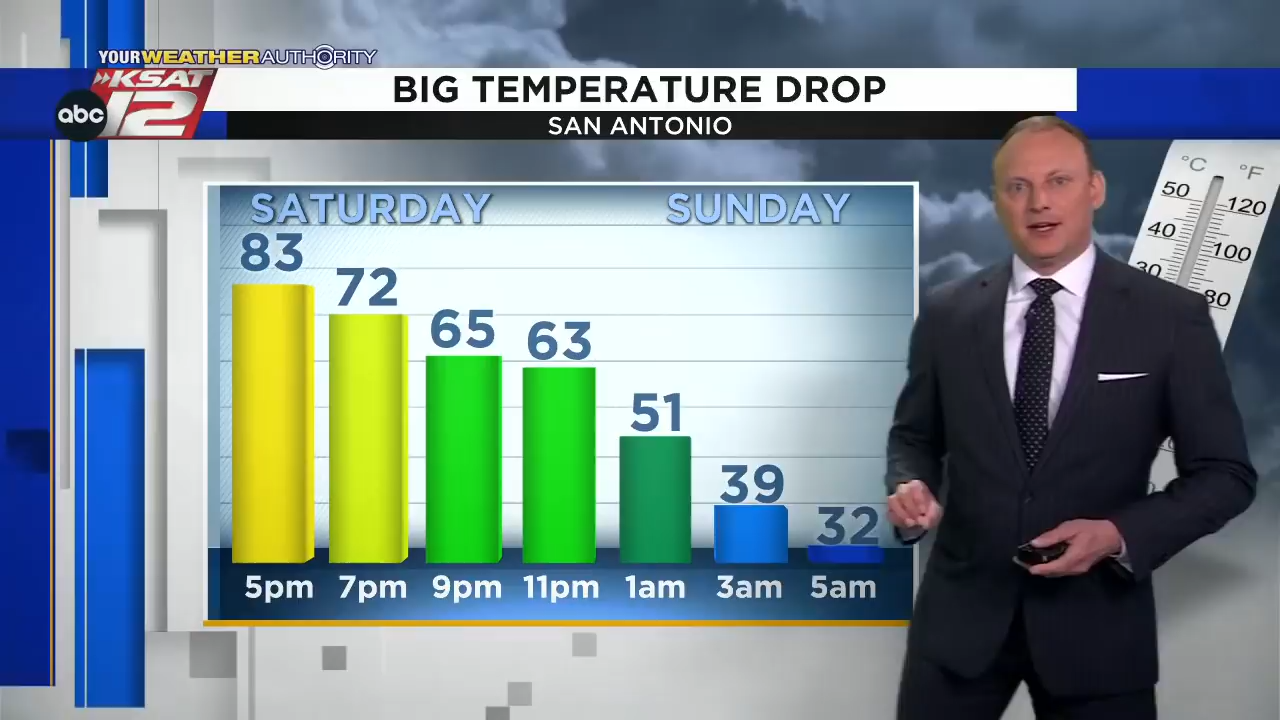 YOURWEATHERAUTHORITY
KSAT
abc 12
BIG TEMPERATURE DROP
SAN ANTONIO
SATURDAY SUNDAY
83 72 65 63 51 39 32
5pm 7pm 9pm 11pm 1am 3am 5am
°C °F
50 120
40 100
30 80